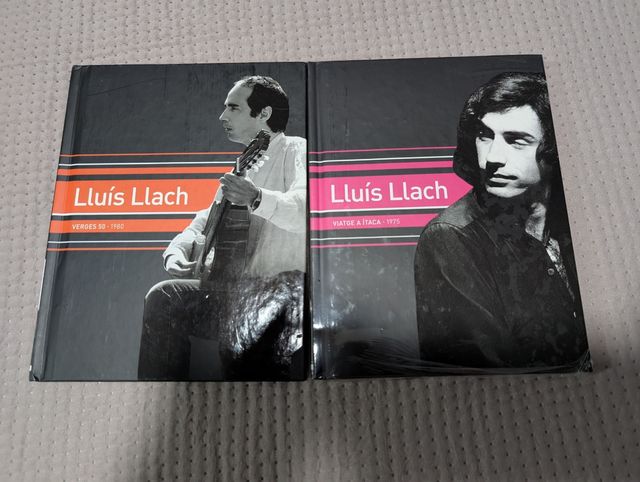 Lluís Llach
VERGES 50 · 1980
Lluís Llach
VIATGE A ÍTACA · 1975